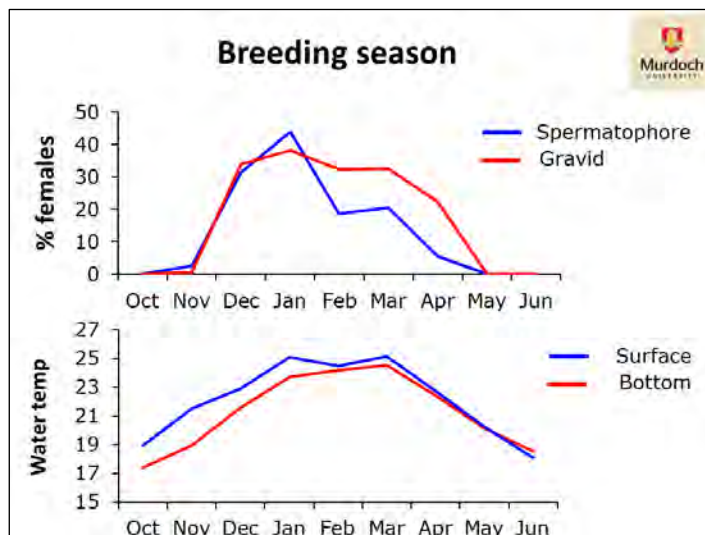 Breeding season
Murdoch
UNIVERSITY
50
40
30
20
10
0
% females
Spermatophore
Gravid
Oct Nov Dec Jan Feb Mar Apr May Jun
27
25
23
21
19
17
15
Water temp
Surface
Bottom
Oct Nov Dec Jan Feb Mar Apr May Jun